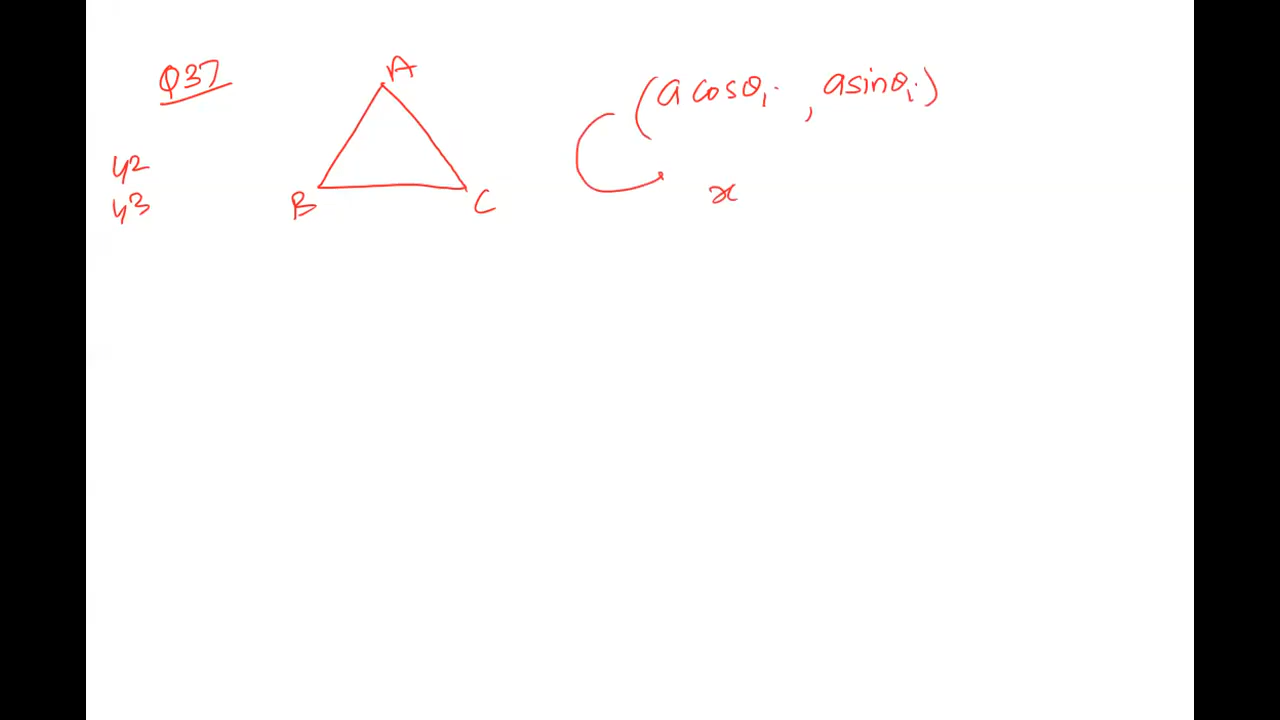 Q37
A
(a cosθ₁ , a sinθ₁)
42
43
B
C
x